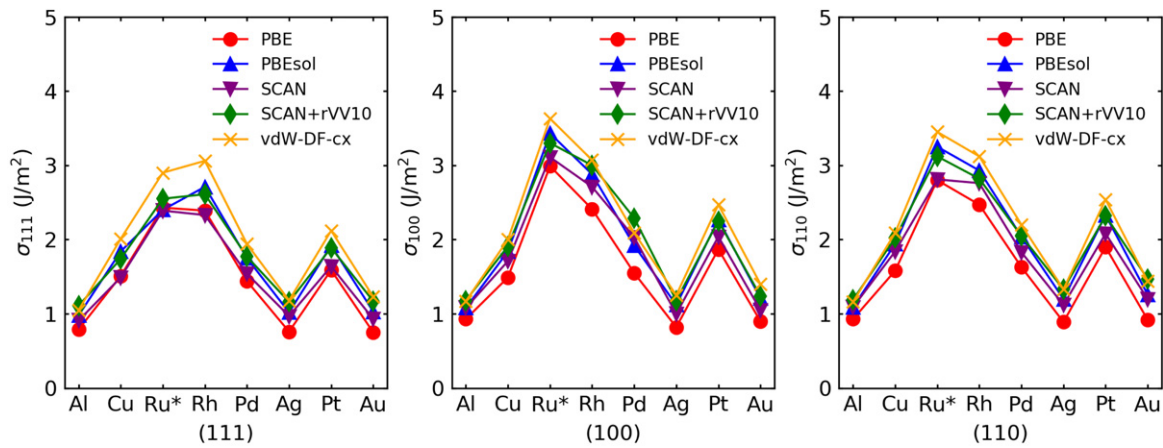 5
4
3
2
1
0
σ111 (J/m²)
PBE
PBEsol
SCAN
SCAN+rVV10
vdW-DF-cx
Al Cu Ru* Rh Pd Ag Pt Au
(111)
5
4
3
2
1
0
σ100 (J/m²)
PBE
PBEsol
SCAN
SCAN+rVV10
vdW-DF-cx
Al Cu Ru* Rh Pd Ag Pt Au
(100)
5
4
3
2
1
0
σ110 (J/m²)
PBE
PBEsol
SCAN
SCAN+rVV10
vdW-DF-cx
Al Cu Ru* Rh Pd Ag Pt Au
(110)